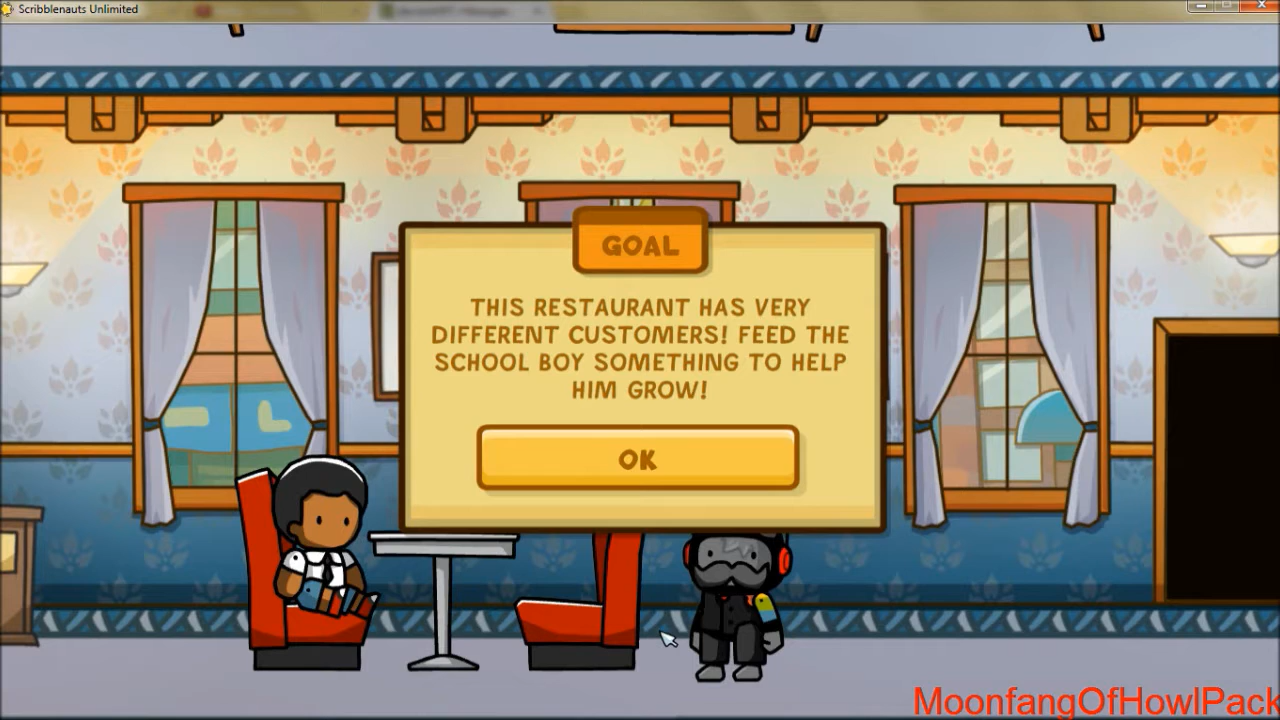 Scribblenauts Unlimited
GOAL
THIS RESTAURANT HAS VERY
DIFFERENT CUSTOMERS! FEED THE
SCHOOL BOY SOMETHING TO HELP
HIM GROW!
OK
MoonfangOfHowlPack